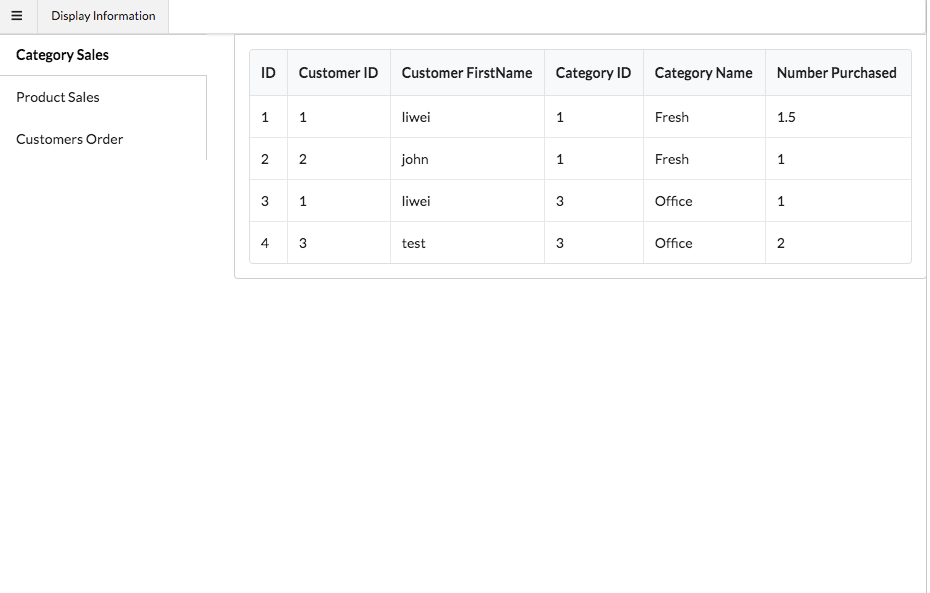 Display Information
Category Sales
Product Sales
Customers Order
ID Customer ID Customer FirstName Category ID Category Name Number Purchased
1 1 liwei 1 Fresh 1.5
2 2 john 1 Fresh 1
3 1 liwei 3 Office 1
4 3 test 3 Office 2